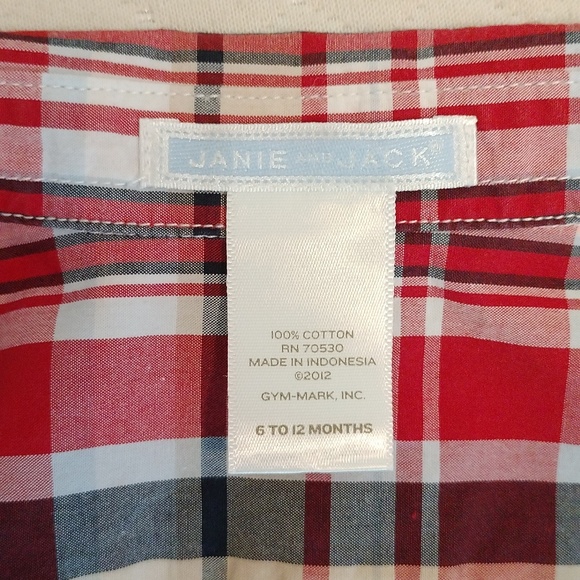 JANIE AND JACK®
100% COTTON
RN 70530
MADE IN INDONESIA
©2012
GYM-MARK, INC.
6 TO 12 MONTHS